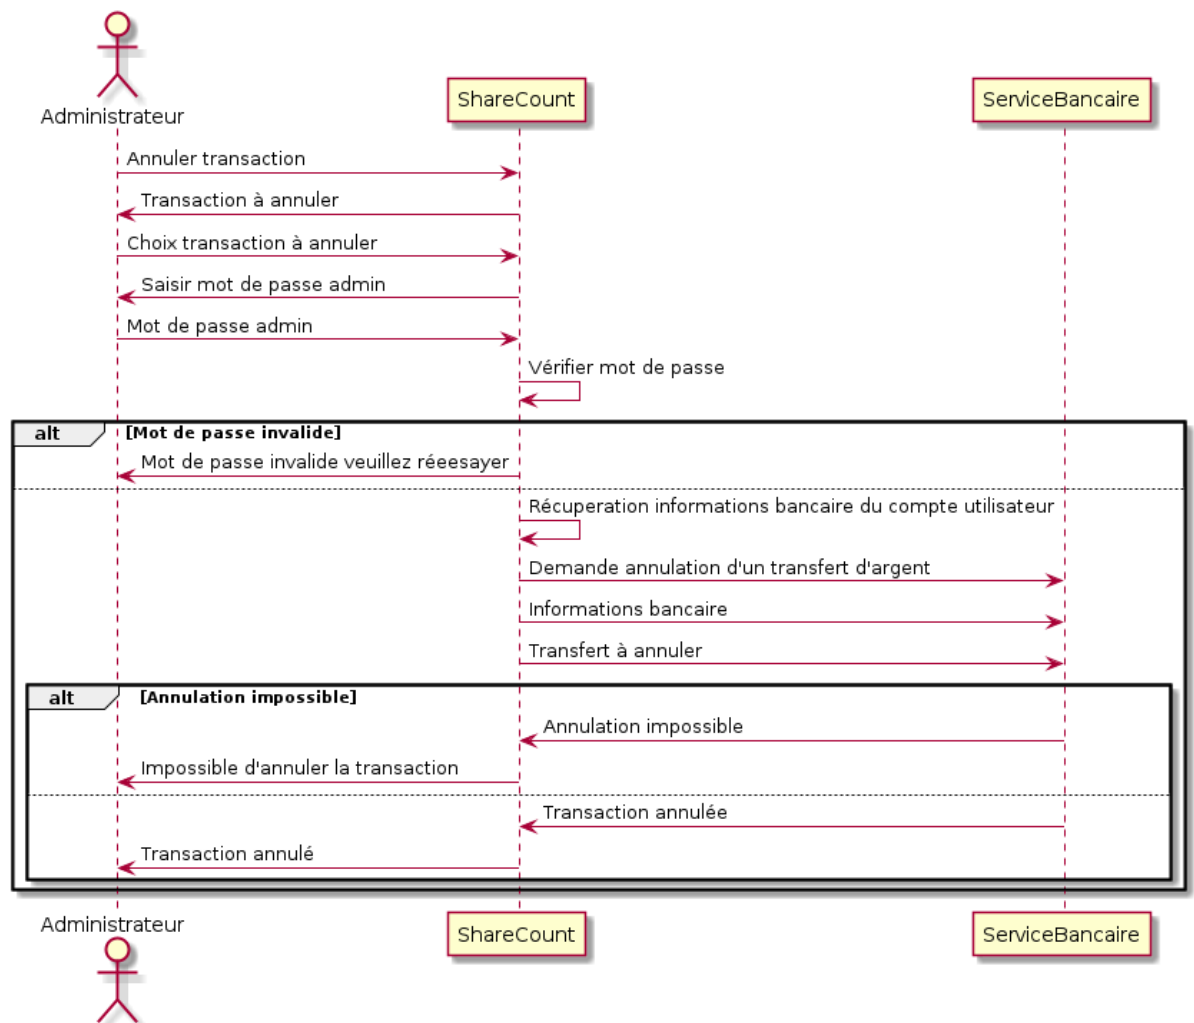 Administrateur
ShareCount
ServiceBancaire
Annuler transaction
Transaction à annuler
Choix transaction à annuler
Saisir mot de passe admin
Mot de passe admin
Vérifier mot de passe
alt [Mot de passe invalide]
Mot de passe invalide veuillez réeesayer
Récuperation informations bancaire du compte utilisateur
Demande annulation d'un transfert d'argent
Informations bancaire
Transfert à annuler
alt [Annulation impossible]
Annulation impossible
Impossible d'annuler la transaction
Transaction annulée
Transaction annulé
Administrateur
ShareCount
ServiceBancaire